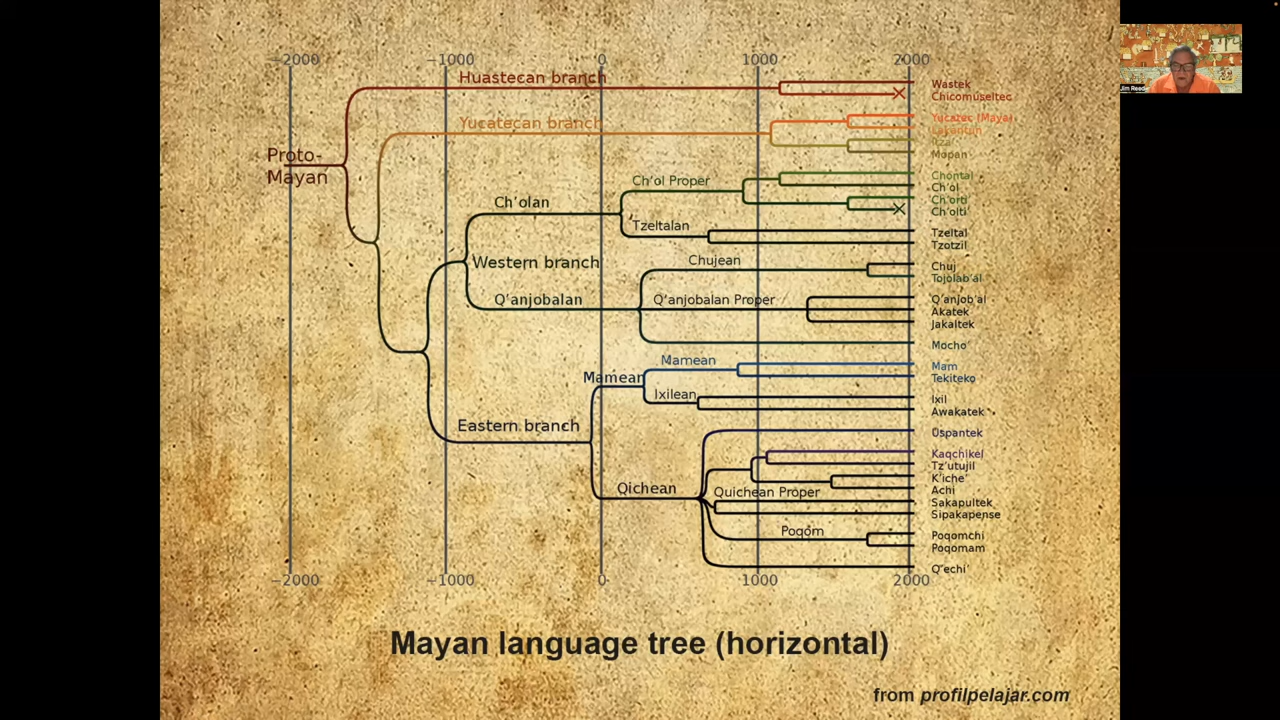 −2000 −1000 0 1000 2000
Huastecan branch
Wastek
Chicomuseltec
Yucatecan branch
Yucatec (Maya)
Lakantun
Itza'
Mopan
Proto-
Mayan
Ch'olan
Ch'ol Proper
Chontal
Ch'ol
Ch'orti'
Ch'olti'
Tzeltalan
Tzeltal
Tzotzil
Western branch
Chujean
Chuj
Tojolab'al
Q'anjobalan
Q'anjobalan Proper
Q'anjob'al
Akatek
Jakaltek
Mocho'
Mamean
Mamean
Mam
Tekiteko
Ixilean
Ixil
Awakatek
Eastern branch
Uspantek
Kaqchikel
Tz'utujil
K'iche'
Achi
Qichean
Quichean Proper
Sakapultek
Sipakapense
Poqom
Poqomchi
Poqomam
Q'echi'
−2000 −1000 0 1000 2000
Mayan language tree (horizontal)
from profilpelajar.com